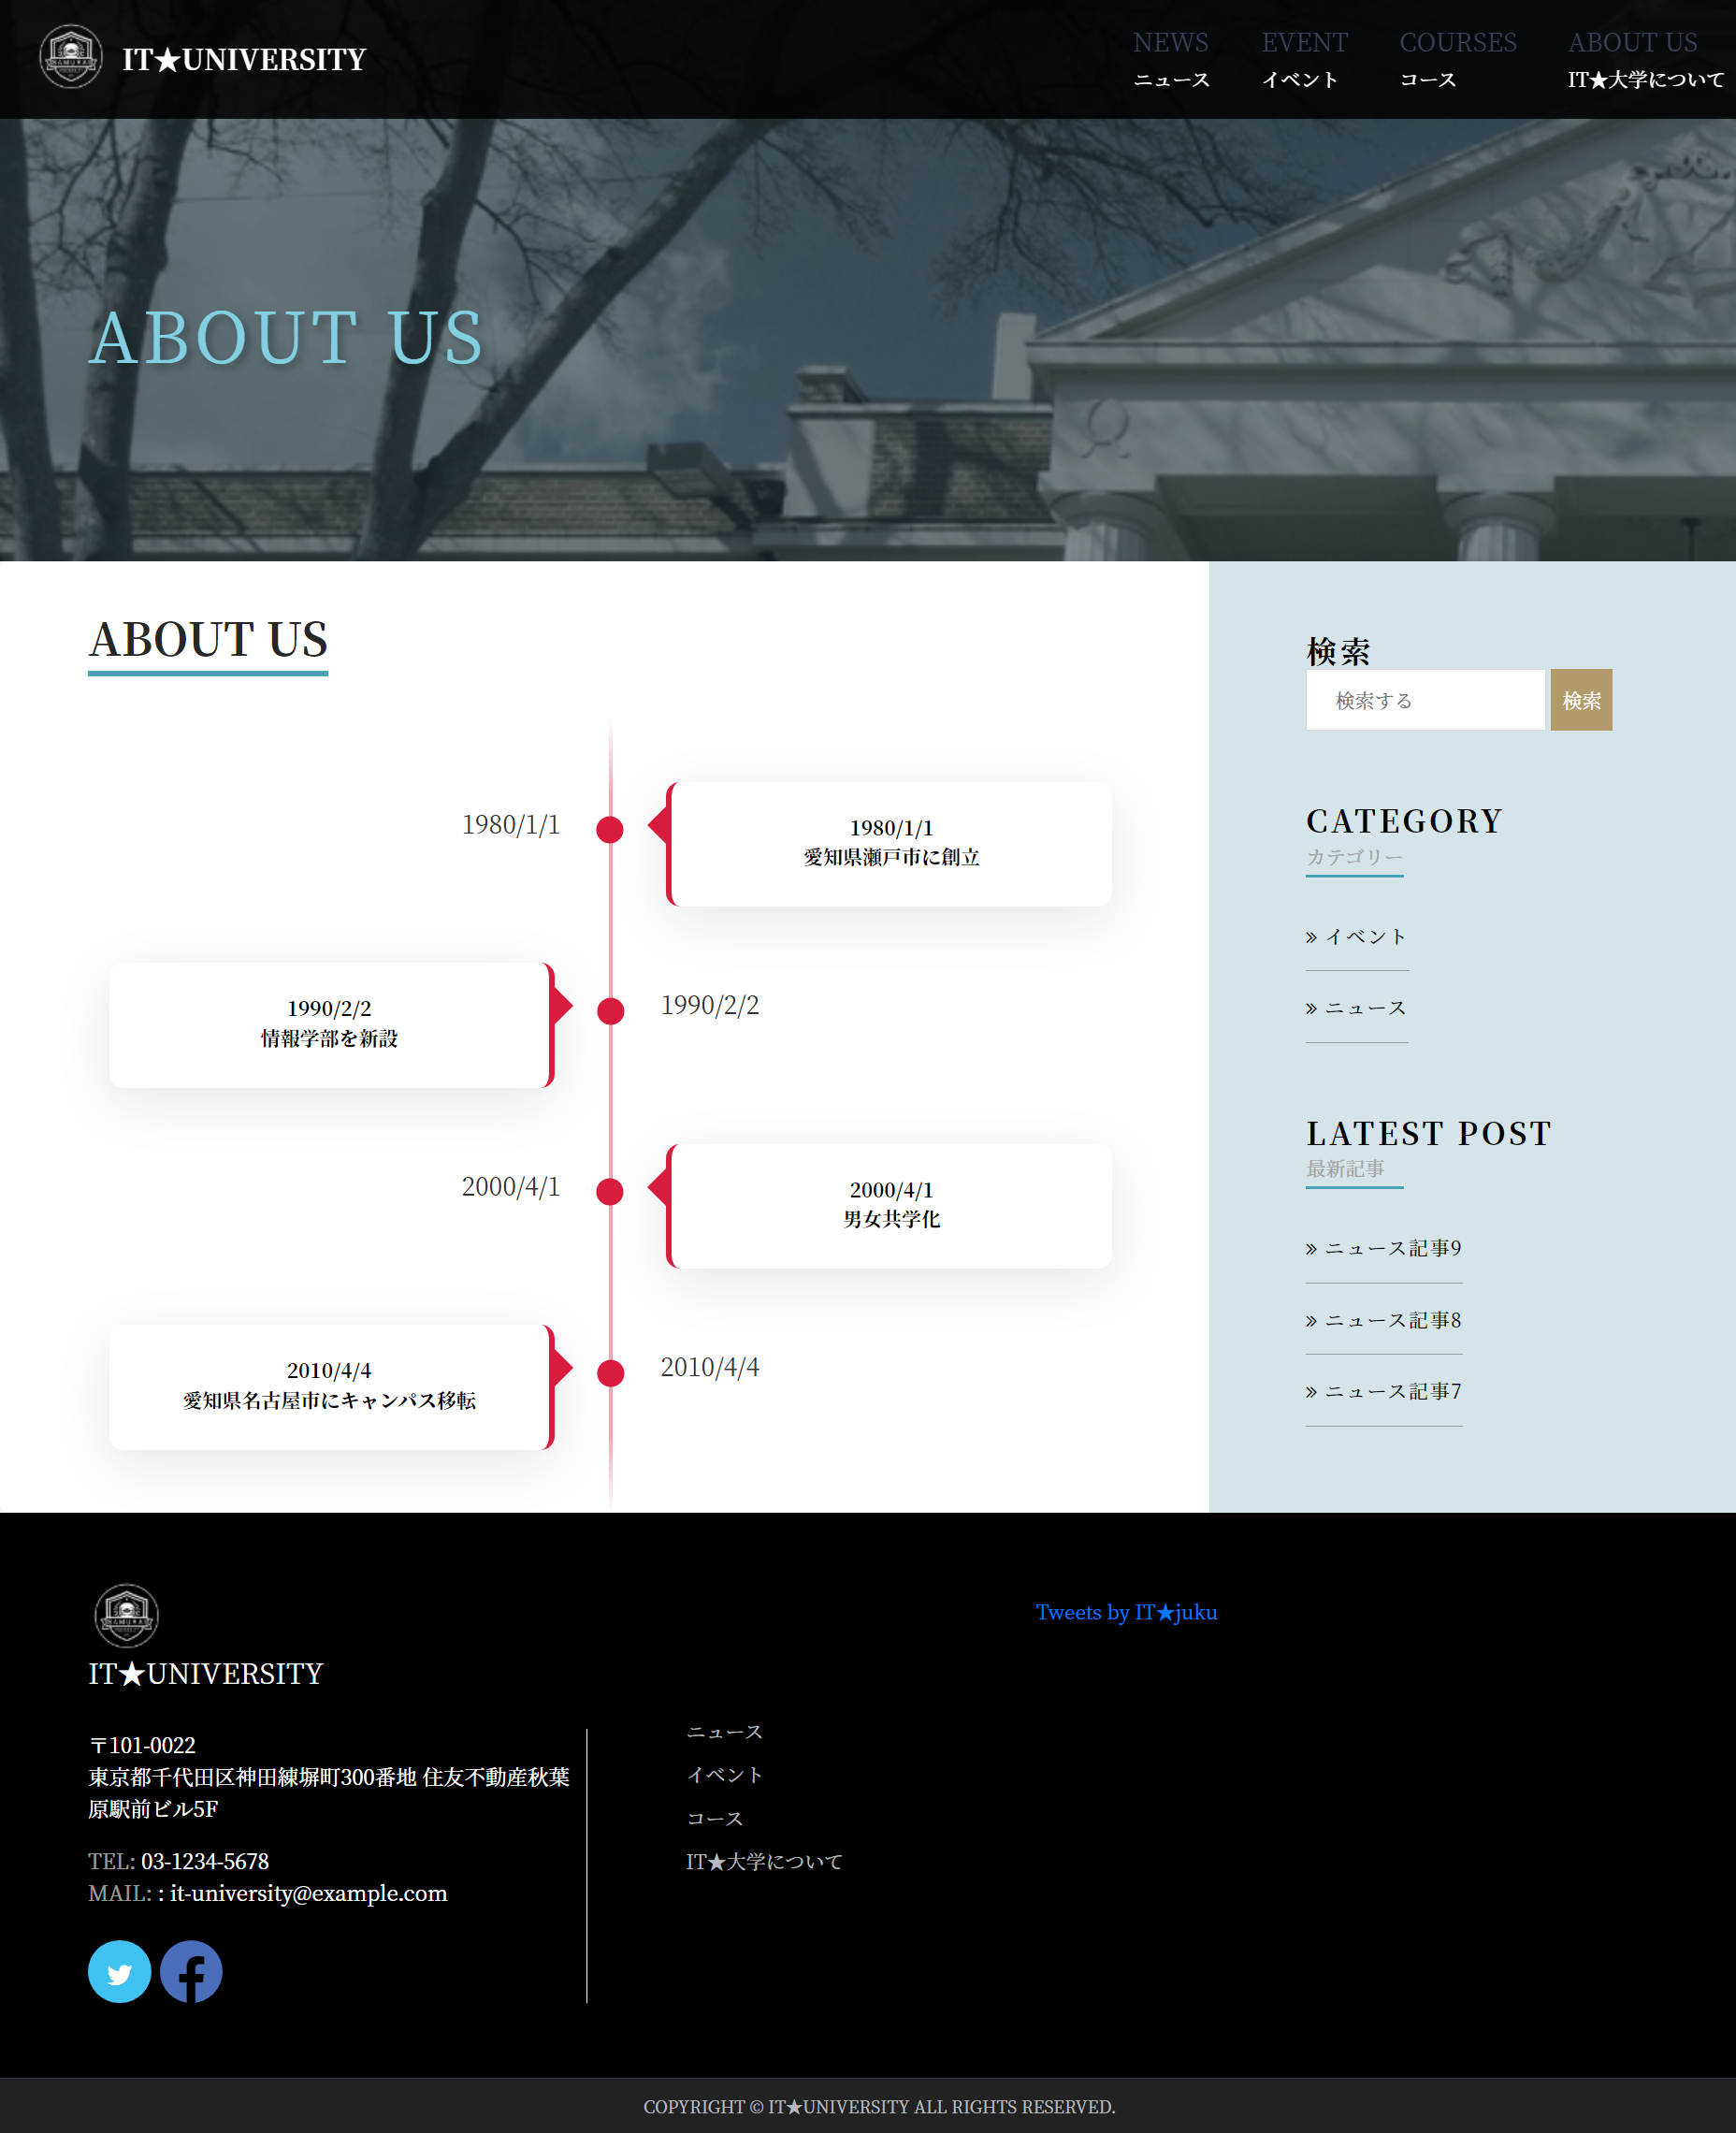 IT★UNIVERSITY
NEWS
ニュース
EVENT
イベント
COURSES
コース
ABOUT US
IT★大学について
ABOUT US
ABOUT US
1980/1/1
1980/1/1
愛知県瀬戸市に創立
1990/2/2
情報学部を新設
1990/2/2
2000/4/1
2000/4/1
男女共学化
2010/4/4
愛知県名古屋市にキャンパス移転
2010/4/4
検索
検索する
検索
CATEGORY
カテゴリー
» イベント
» ニュース
LATEST POST
最新記事
» ニュース記事9
» ニュース記事8
» ニュース記事7
IT★UNIVERSITY
〒101-0022
東京都千代田区神田練塀町300番地 住友不動産秋葉
原駅前ビル5F
TEL: 03-1234-5678
MAIL: : it-university@example.com
ニュース
イベント
コース
IT★大学について
Tweets by IT★juku
COPYRIGHT © IT★UNIVERSITY ALL RIGHTS RESERVED.